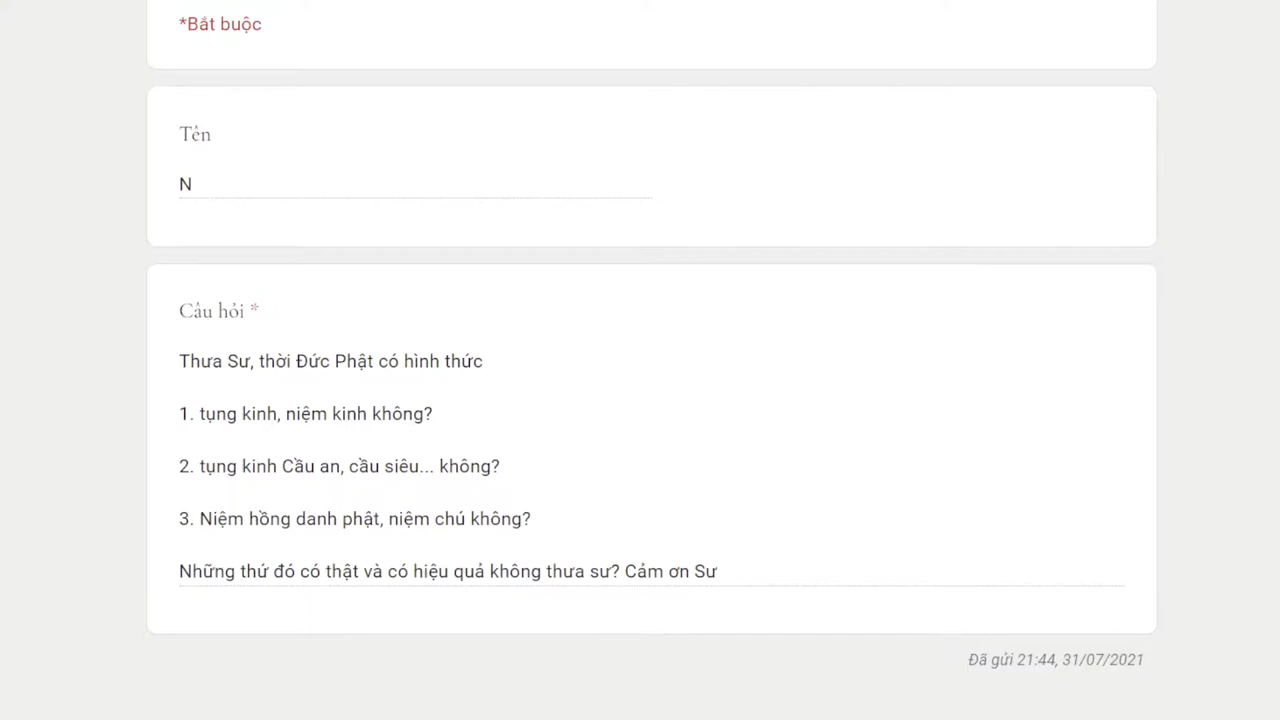 *Bắt buộc
Tên
N
Câu hỏi *
Thưa Sư, thời Đức Phật có hình thức
1. tụng kinh, niệm kinh không?
2. tụng kinh Cầu an, cầu siêu... không?
3. Niệm hồng danh phật, niệm chú không?
Những thứ đó có thật và có hiệu quả không thưa sư? Cảm ơn Sư
Đã gửi 21:44, 31/07/2021